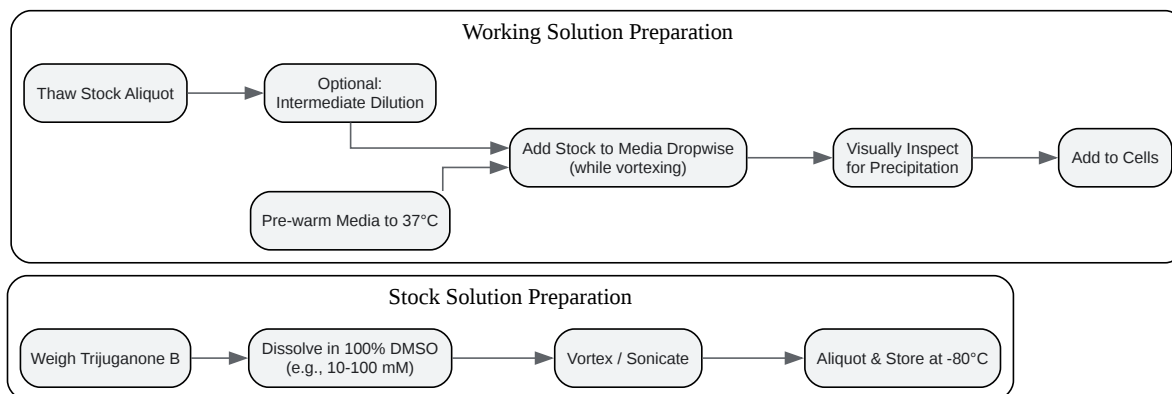 Working Solution Preparation
Thaw Stock Aliquot
Optional:
Intermediate Dilution
Pre-warm Media to 37°C
Add Stock to Media Dropwise
(while vortexing)
Visually Inspect
for Precipitation
Add to Cells
Stock Solution Preparation
Weigh Trijuganone B
Dissolve in 100% DMSO
(e.g., 10-100 mM)
Vortex / Sonicate
Aliquot & Store at -80°C